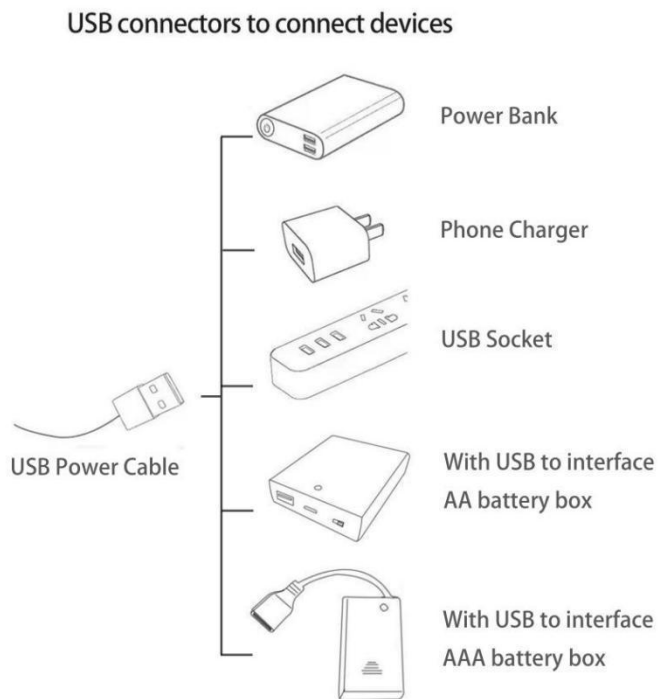 USB connectors to connect devices
Power Bank
Phone Charger
USB Socket
USB Power Cable
With USB to interface
AA battery box
With USB to interface
AAA battery box